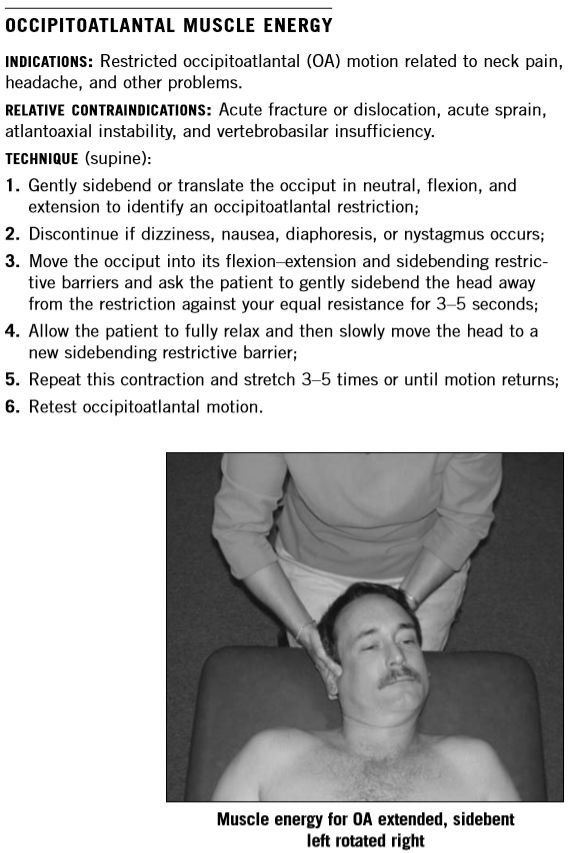 OCCIPITOATLANTAL MUSCLE ENERGY
INDICATIONS: Restricted occipitoatlantal (OA) motion related to neck pain,
headache, and other problems.
RELATIVE CONTRAINDICATIONS: Acute fracture or dislocation, acute sprain,
atlantoaxial instability, and vertebrobasilar insufficiency.
TECHNIQUE (supine):
1. Gently sidebend or translate the occiput in neutral, flexion, and
extension to identify an occipitoatlantal restriction;
2. Discontinue if dizziness, nausea, diaphoresis, or nystagmus occurs;
3. Move the occiput into its flexion–extension and sidebending restric-
tive barriers and ask the patient to gently sidebend the head away
from the restriction against your equal resistance for 3–5 seconds;
4. Allow the patient to fully relax and then slowly move the head to a
new sidebending restrictive barrier;
5. Repeat this contraction and stretch 3–5 times or until motion returns;
6. Retest occipitoatlantal motion.
Muscle energy for OA extended, sidebent
left rotated right